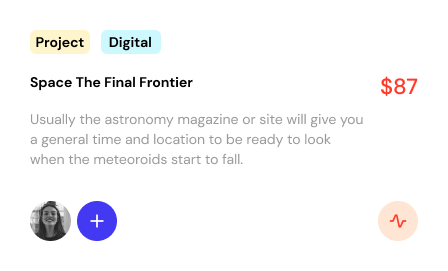 Project Digital
Space The Final Frontier
$87
Usually the astronomy magazine or site will give you
a general time and location to be ready to look
when the meteoroids start to fall.